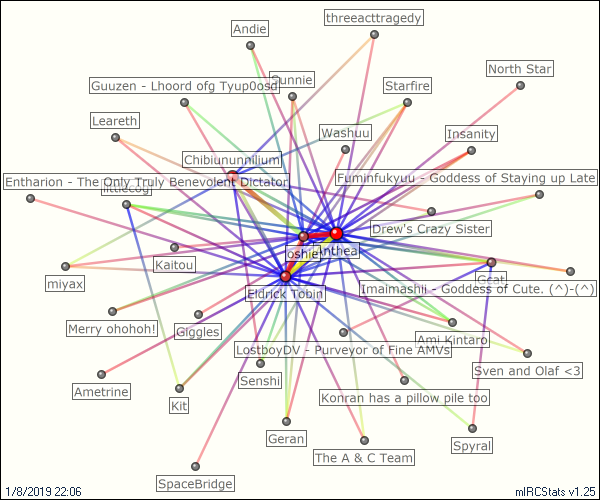 threeacttragedy
Andie
North Star
Guuzen - Lhoord ofg Tyup0osd
Sunnie
Starfire
Leareth
Washuu
Insanity
Chibiununnilium
Entharion - The Only Truly Benevolent Dictator
Fuminfukyuu - Goddess of Staying up Late
littlecog
Drew's Crazy Sister
Kaitou
Anthea
miyax
Gcat
Imainashii - Goddess of Cute. (^)-(^)
Eldrick Tobin
Merry ohohoh!
Giggles
Ami Kintaro
LostboyDV - Purveyor of Fine AMVs
Sven and Olaf <3
Ametrine
Senshi
Kit
Konran has a pillow pile too
Geran
Spyral
The A & C Team
SpaceBridge
1/8/2019 22:06
mIRCStats v1.25